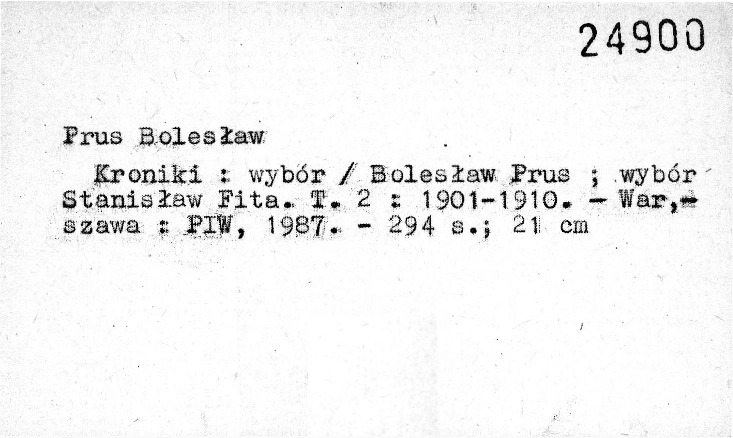 24900
Prus Bolesław
Kroniki : wybór / Bolesław Prus ; wybór
Stanisław Fita. T. 2 : 1901-1910. - War,-
szawa : PIW, 1987. - 294 s.; 21 cm